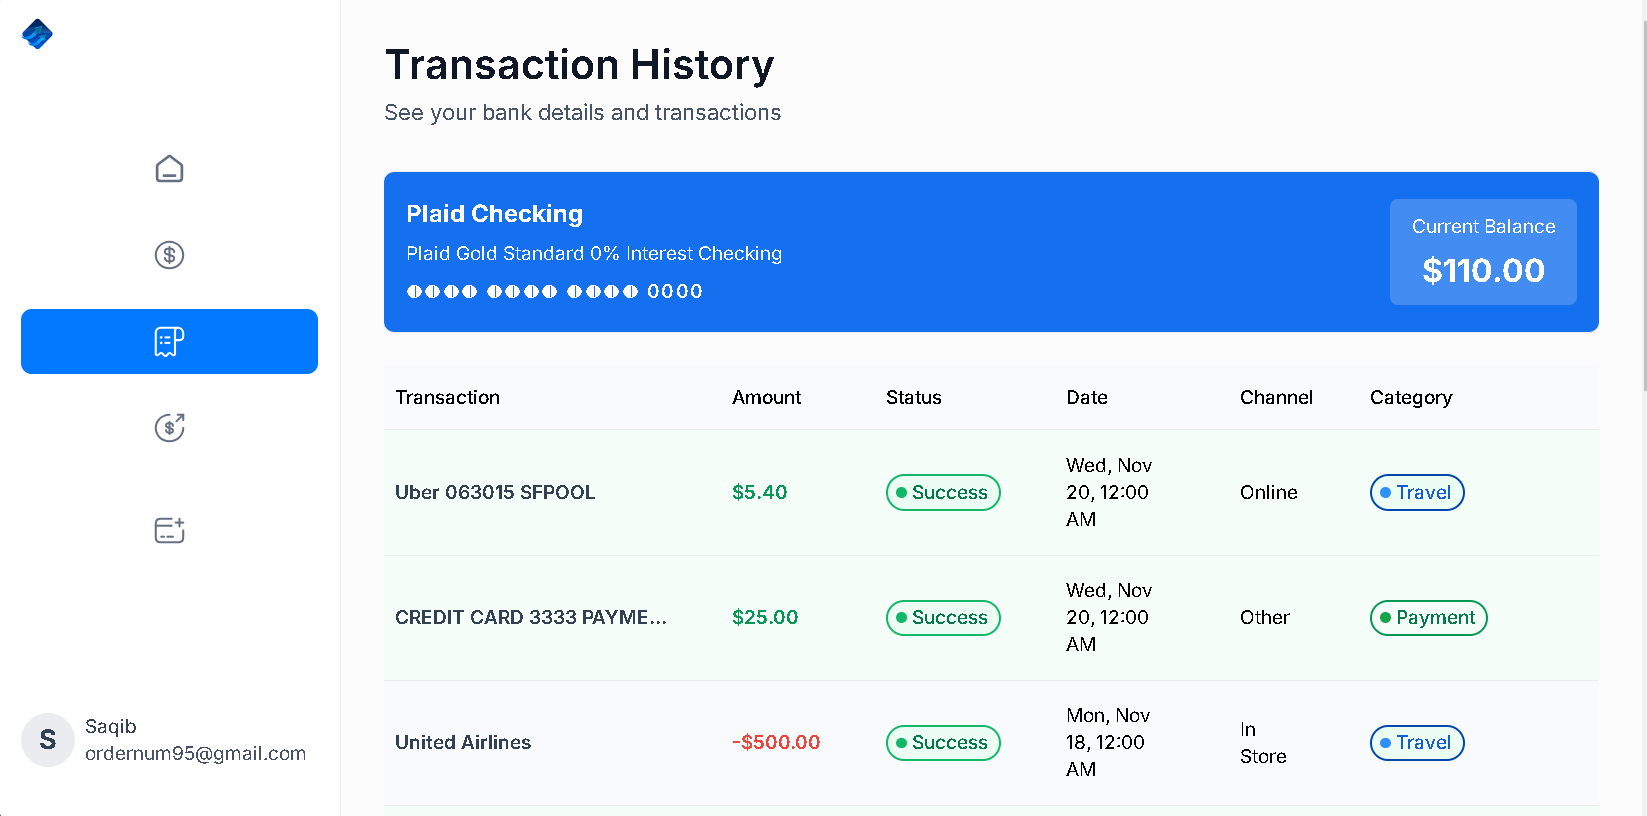 Transaction History
See your bank details and transactions
Plaid Checking
Plaid Gold Standard 0% Interest Checking
●●●● ●●●● ●●●● 0000
Current Balance
$110.00
Transaction Amount Status Date Channel Category
Uber 063015 SFPOOL $5.40 Success Wed, Nov 20, 12:00 AM Online Travel
CREDIT CARD 3333 PAYME... $25.00 Success Wed, Nov 20, 12:00 AM Other Payment
United Airlines -$500.00 Success Mon, Nov 18, 12:00 AM In Store Travel
S
Saqib
ordernum95@gmail.com